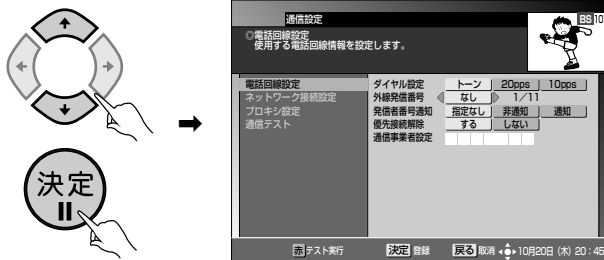 決定
通信設定
BS 10
◎電話回線設定
使用する電話回線情報を設定します。
電話回線設定
ネットワーク接続設定
プロキシ設定
通信テスト
ダイヤル設定 トーン 20pps 10pps
外線発信番号 なし 1/11
発信者番号通知 指定なし 非通知 通知
優先接続解除 する しない
通信事業者設定
赤 テスト実行 決定 登録 戻る 取消 10月20日 (木) 20:45